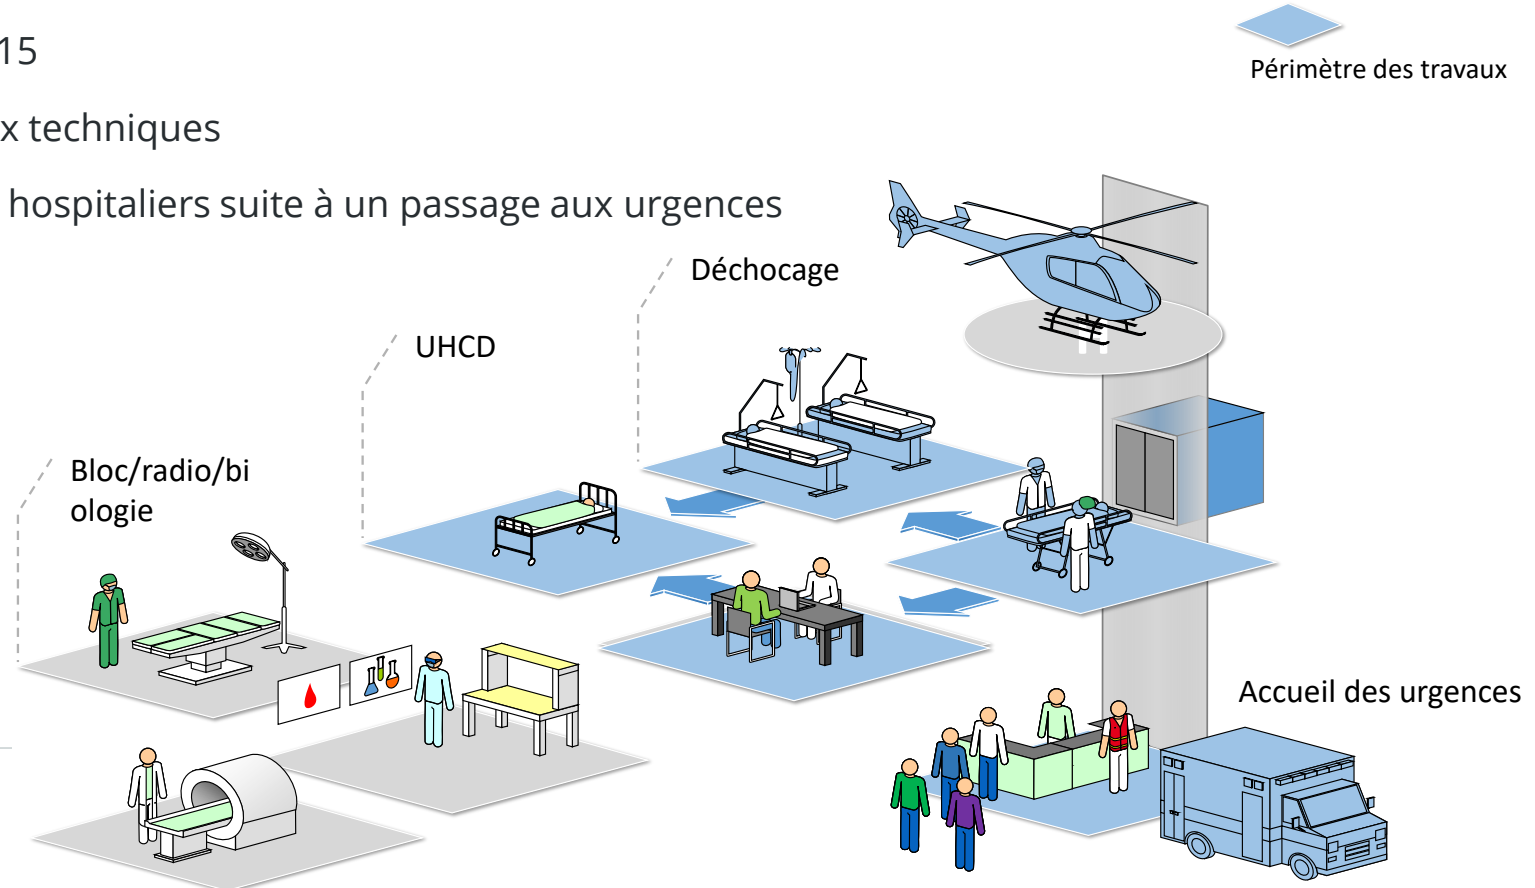 15
Périmètre des travaux
x techniques
hospitaliers suite à un passage aux urgences
Déchocage
UHCD
Bloc/radio/bi
ologie
Accueil des urgences